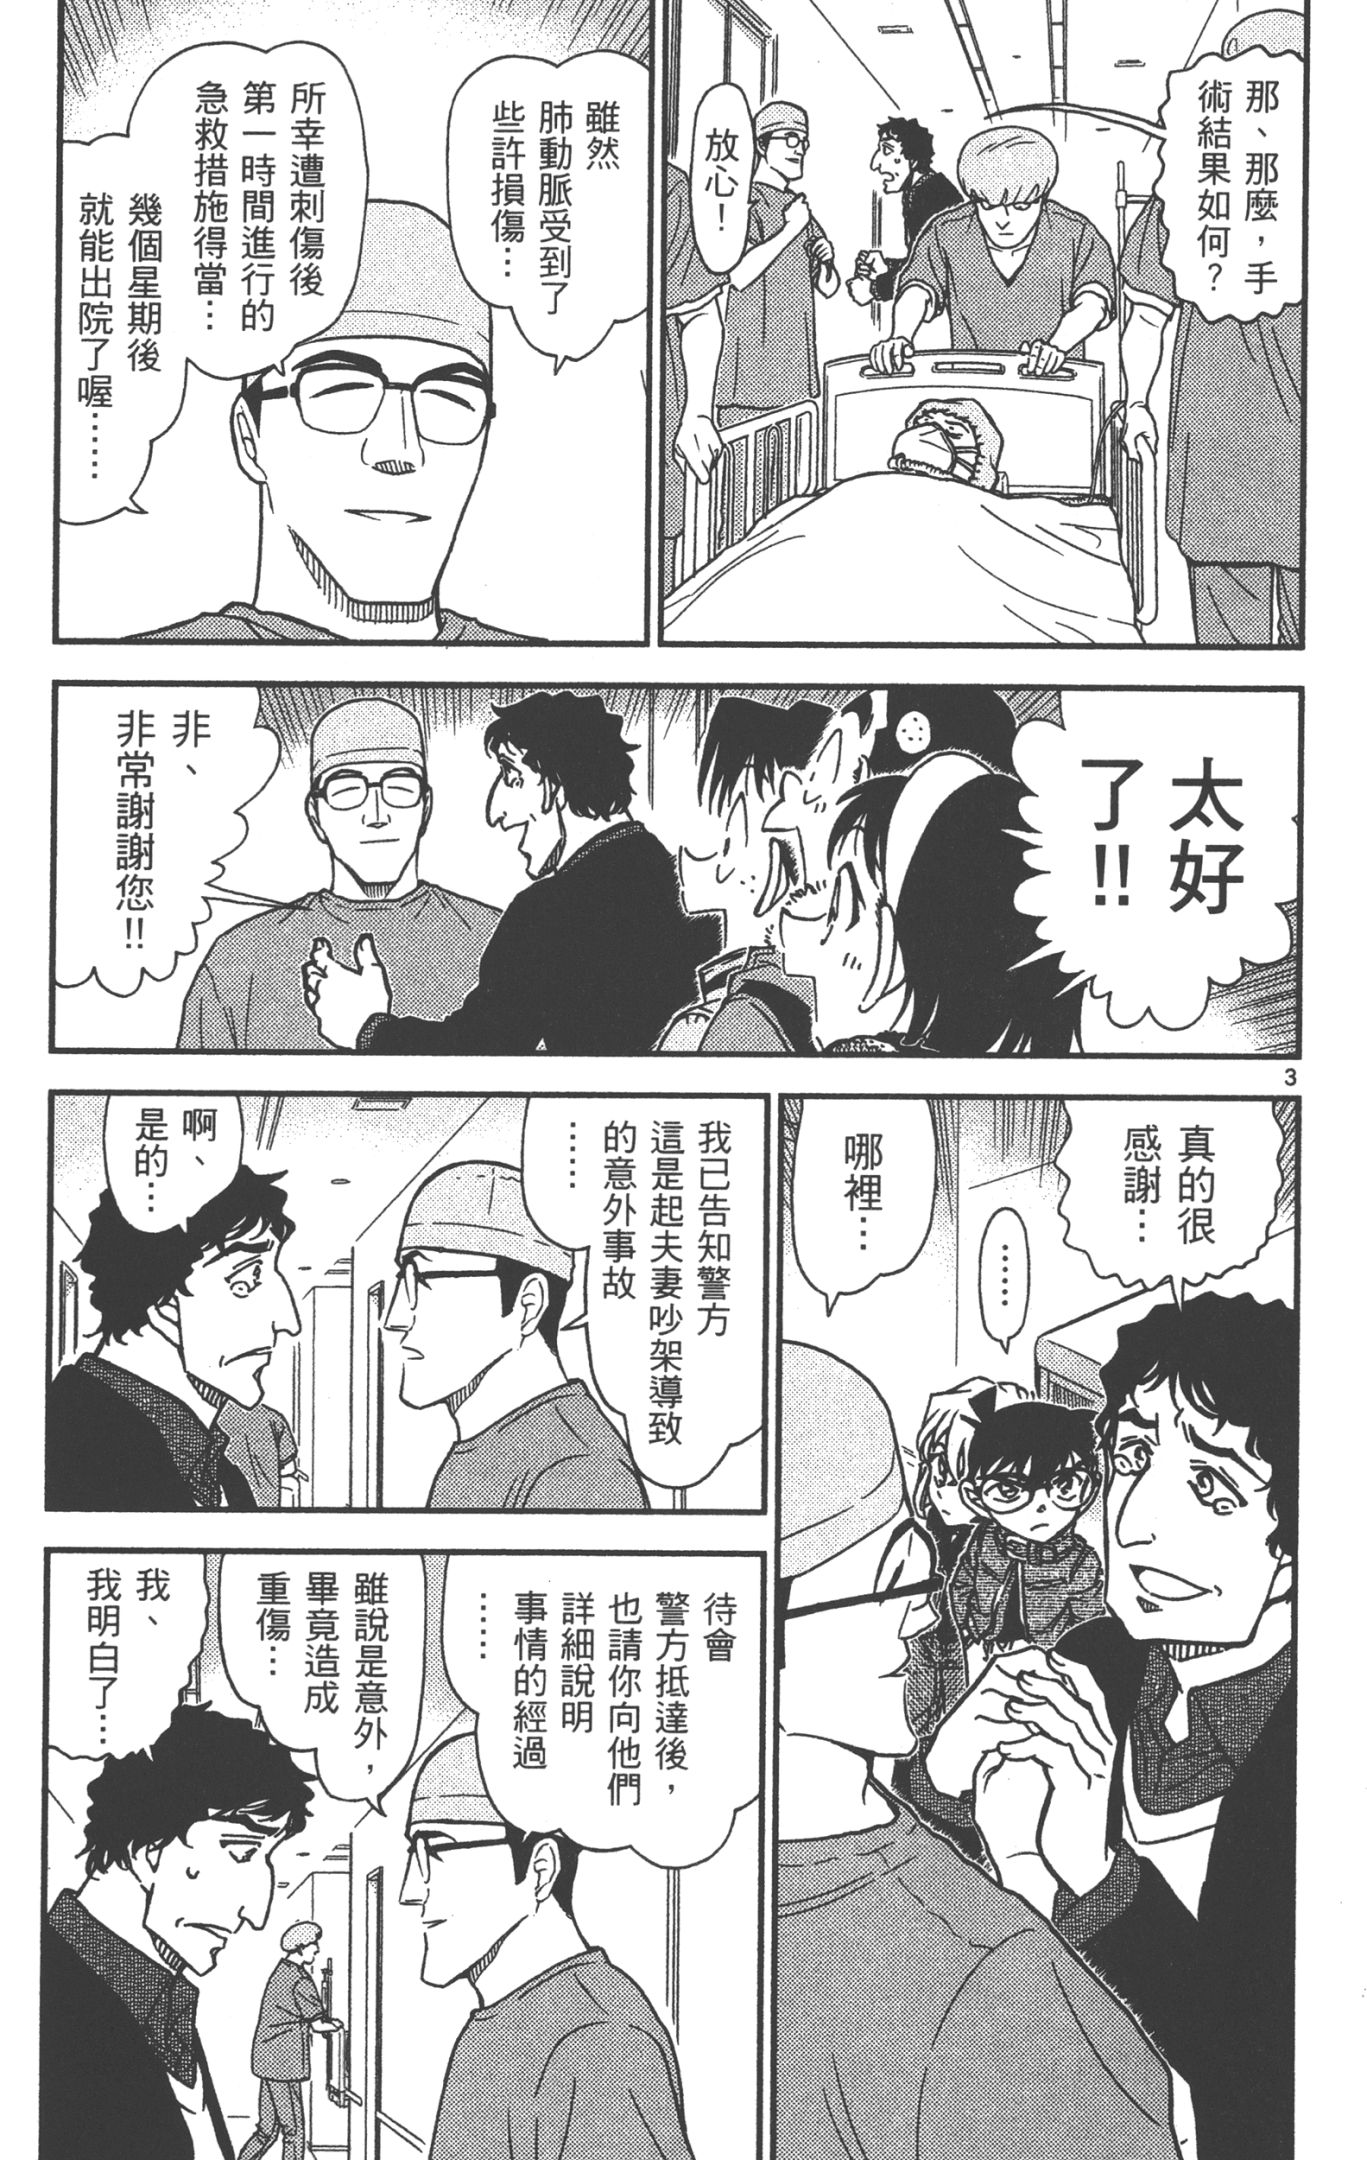 那、那麼，手
術結果如何？
放心！
雖然
肺動脈受到了
些許損傷…
所幸遭刺傷後
第一時間進行的
急救措施得當…
幾個星期後
就能出院了喔……
太好
了!!
非、
非常謝謝您!!
3
真的很
感謝…
……
哪裡…
我已告知警方
這是起夫妻吵架導致
的意外事故
……
啊、
是的…
待會
警方抵達後，
也請你向他們
詳細說明
事情的經過
……
雖說是意外，
畢竟造成
重傷…
我、
我明白了…